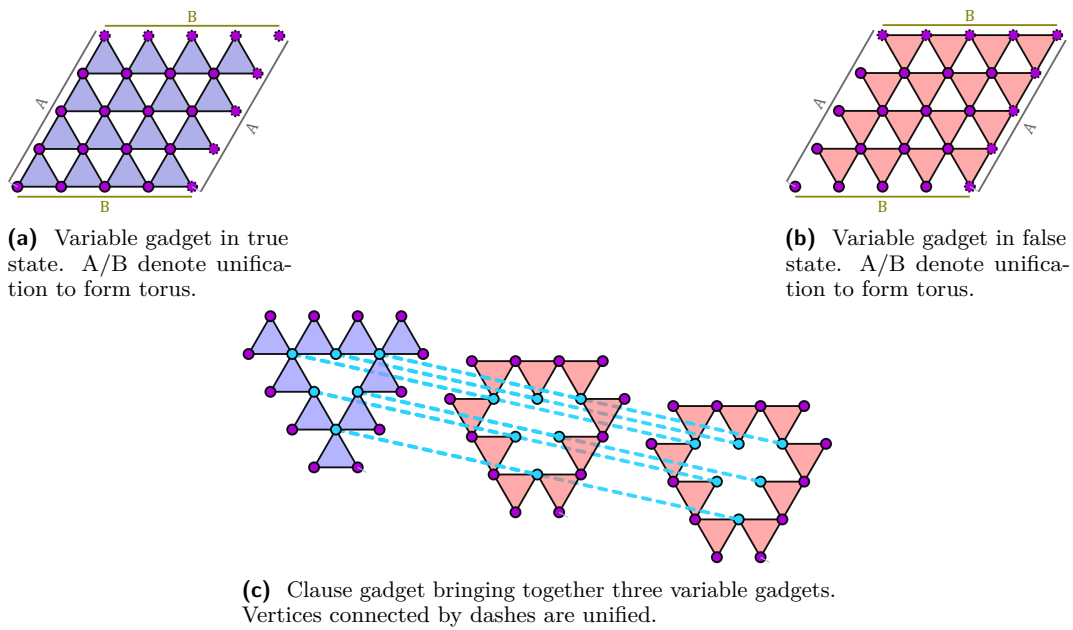 B
B
A
A
A
A
B
B
(a) Variable gadget in true
state. A/B denote unifica-
tion to form torus.
(b) Variable gadget in false
state. A/B denote unifica-
tion to form torus.
(c) Clause gadget bringing together three variable gadgets.
Vertices connected by dashes are unified.